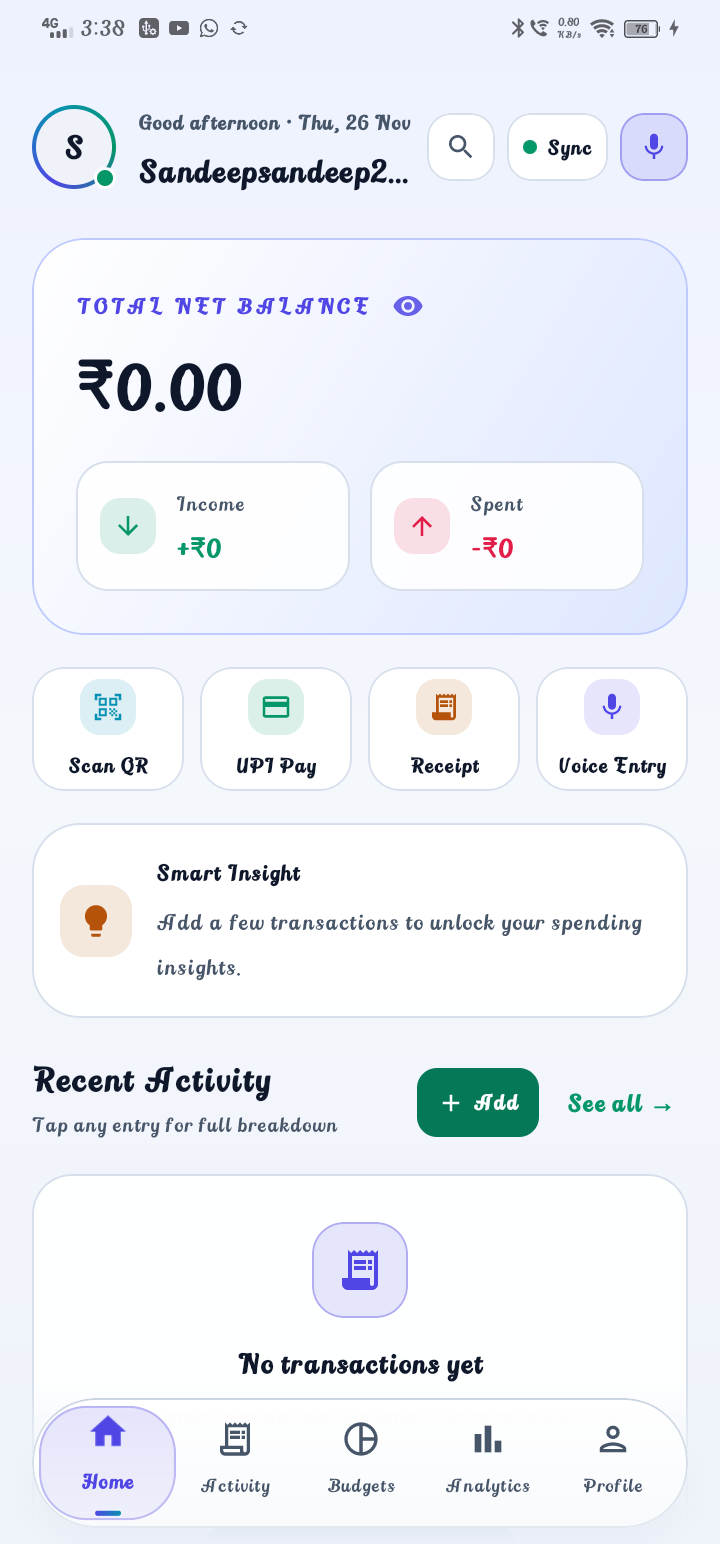 4G 3:38 0.80 KB/s 76
S
Good afternoon · Thu, 26 Nov
Sandeepsandeep2...
Sync
TOTAL NET BALANCE
₹0.00
Income
+₹0
Spent
-₹0
Scan QR
UPI Pay
Receipt
Voice Entry
Smart Insight
Add a few transactions to unlock your spending
insights.
Recent Activity
Tap any entry for full breakdown
+ Add
See all →
No transactions yet
Home
Activity
Budgets
Analytics
Profile